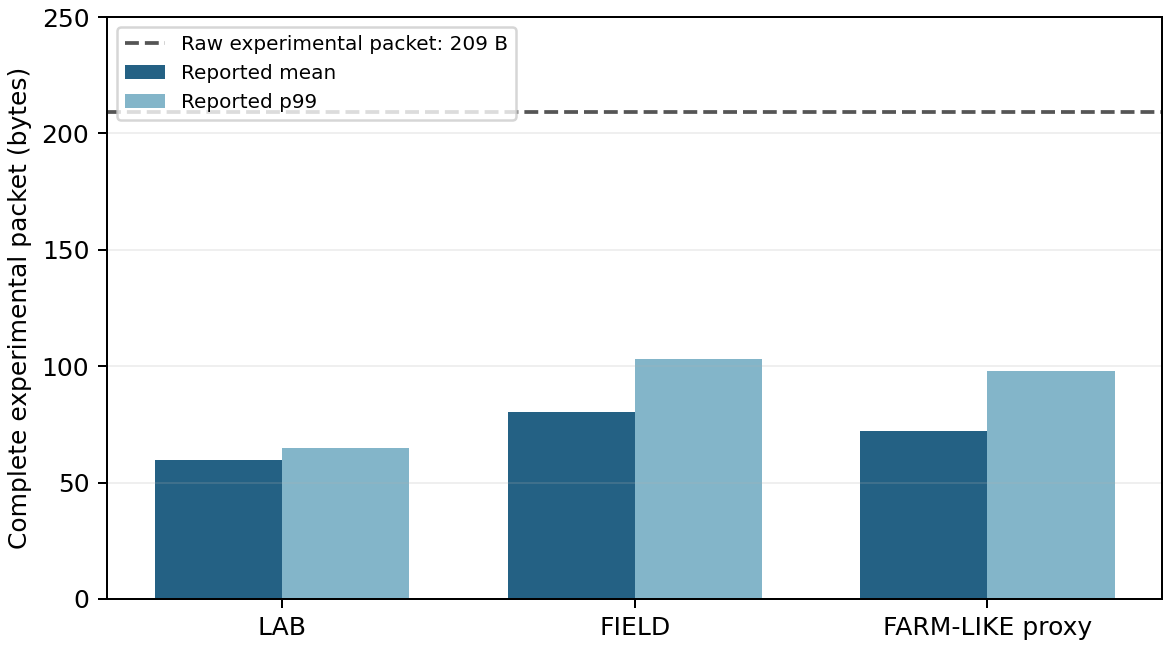 Complete experimental packet (bytes)
250
200
150
100
50
0
Raw experimental packet: 209 B
Reported mean
Reported p99
LAB
FIELD
FARM-LIKE proxy